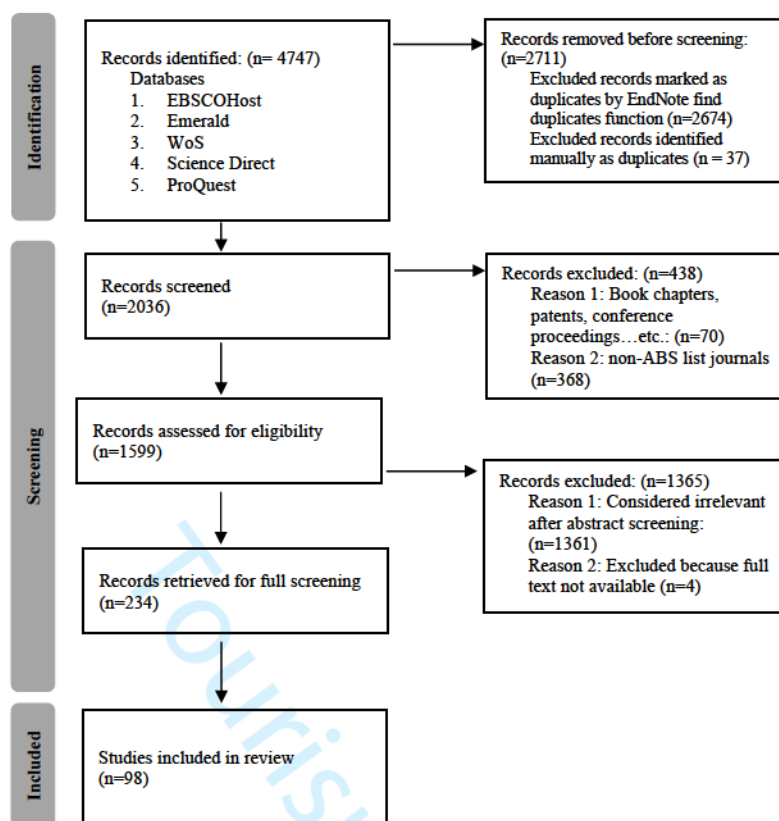 Identification
Records identified: (n= 4747)
Databases
1. EBSCOHost
2. Emerald
3. WoS
4. Science Direct
5. ProQuest
Records removed before screening:
(n=2711)
Excluded records marked as
duplicates by EndNote find
duplicates function (n=2674)
Excluded records identified
manually as duplicates (n = 37)
Screening
Records screened
(n=2036)
Records excluded: (n=438)
Reason 1: Book chapters,
patents, conference
proceedings…etc.: (n=70)
Reason 2: non-ABS list journals
(n=368)
Records assessed for eligibility
(n=1599)
Records excluded: (n=1365)
Reason 1: Considered irrelevant
after abstract screening:
(n=1361)
Reason 2: Excluded because full
text not available (n=4)
Records retrieved for full screening
(n=234)
Included
Studies included in review
(n=98)
Touris